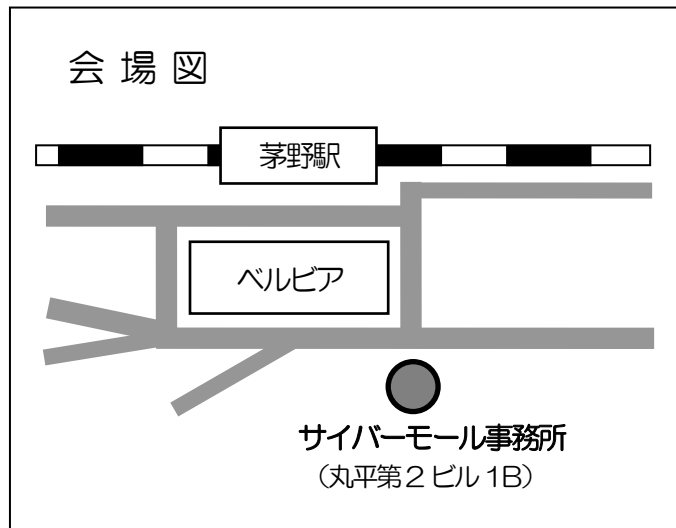 会 場 図
茅野駅
ベルビア
サイバーモール事務所
（丸平第２ビル 1B）